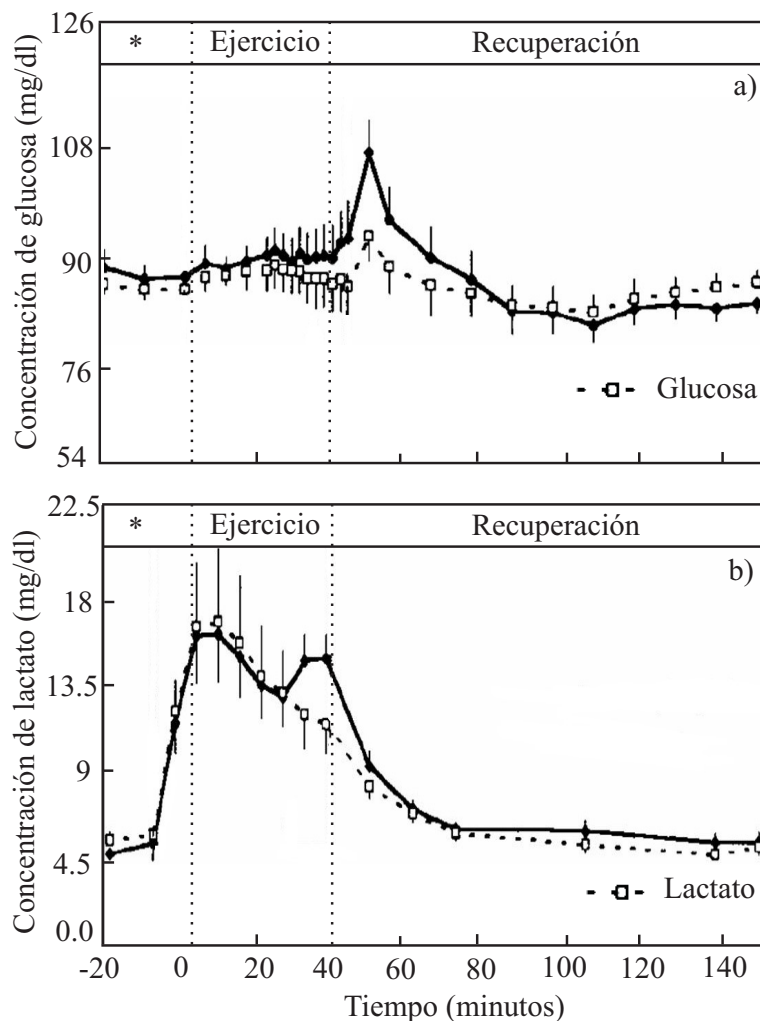 126
* Ejercicio Recuperación
a)
108
90
76
54
Concentración de glucosa (mg/dl)
Glucosa
22.5
* Ejercicio Recuperación
b)
18
13.5
9
4.5
0.0
Concentración de lactato (mg/dl)
Lactato
-20 0 20 40 60 80 100 120 140
Tiempo (minutos)